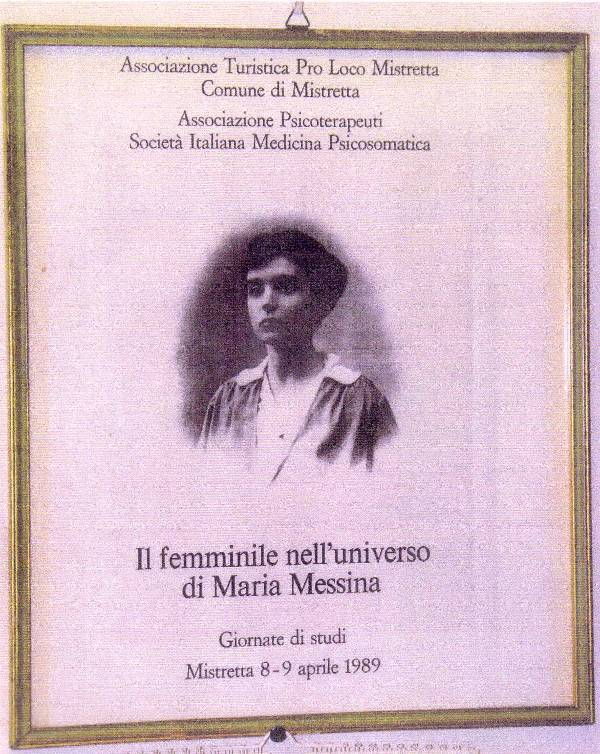 Associazione Turistica Pro Loco Mistretta
Comune di Mistretta
Associazione Psicoterapeuti
Società Italiana Medicina Psicosomatica
Il femminile nell'universo
di Maria Messina
Giornate di studi
Mistretta 8-9 aprile 1989